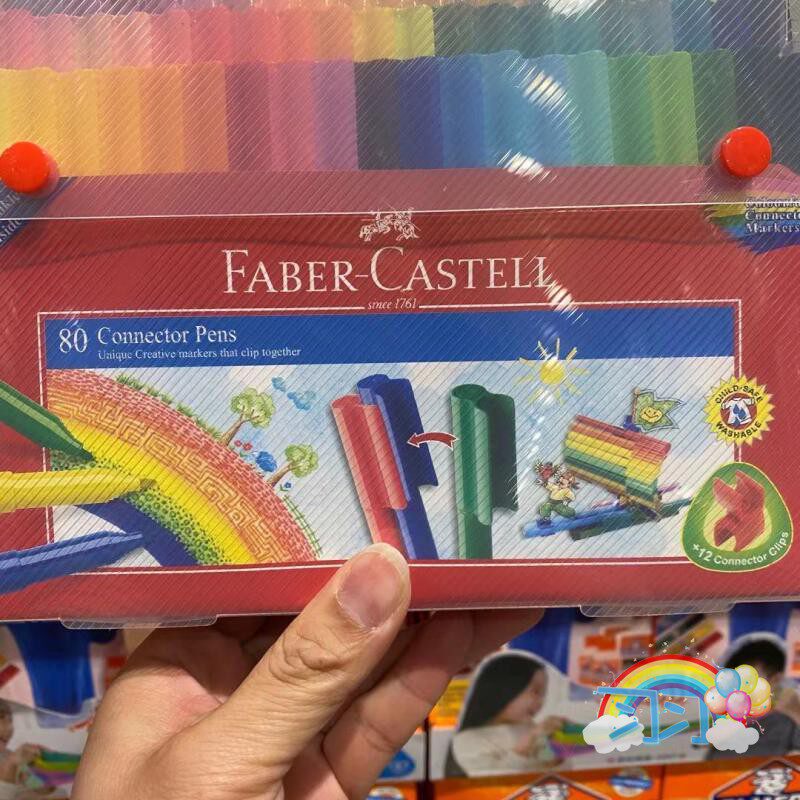 Connector
Markers
FABER-CASTELL
since 1761
80 Connector Pens
Unique Creative markers that clip together
CHILD-SAFE
WASHABLE
+12 Connector Clips